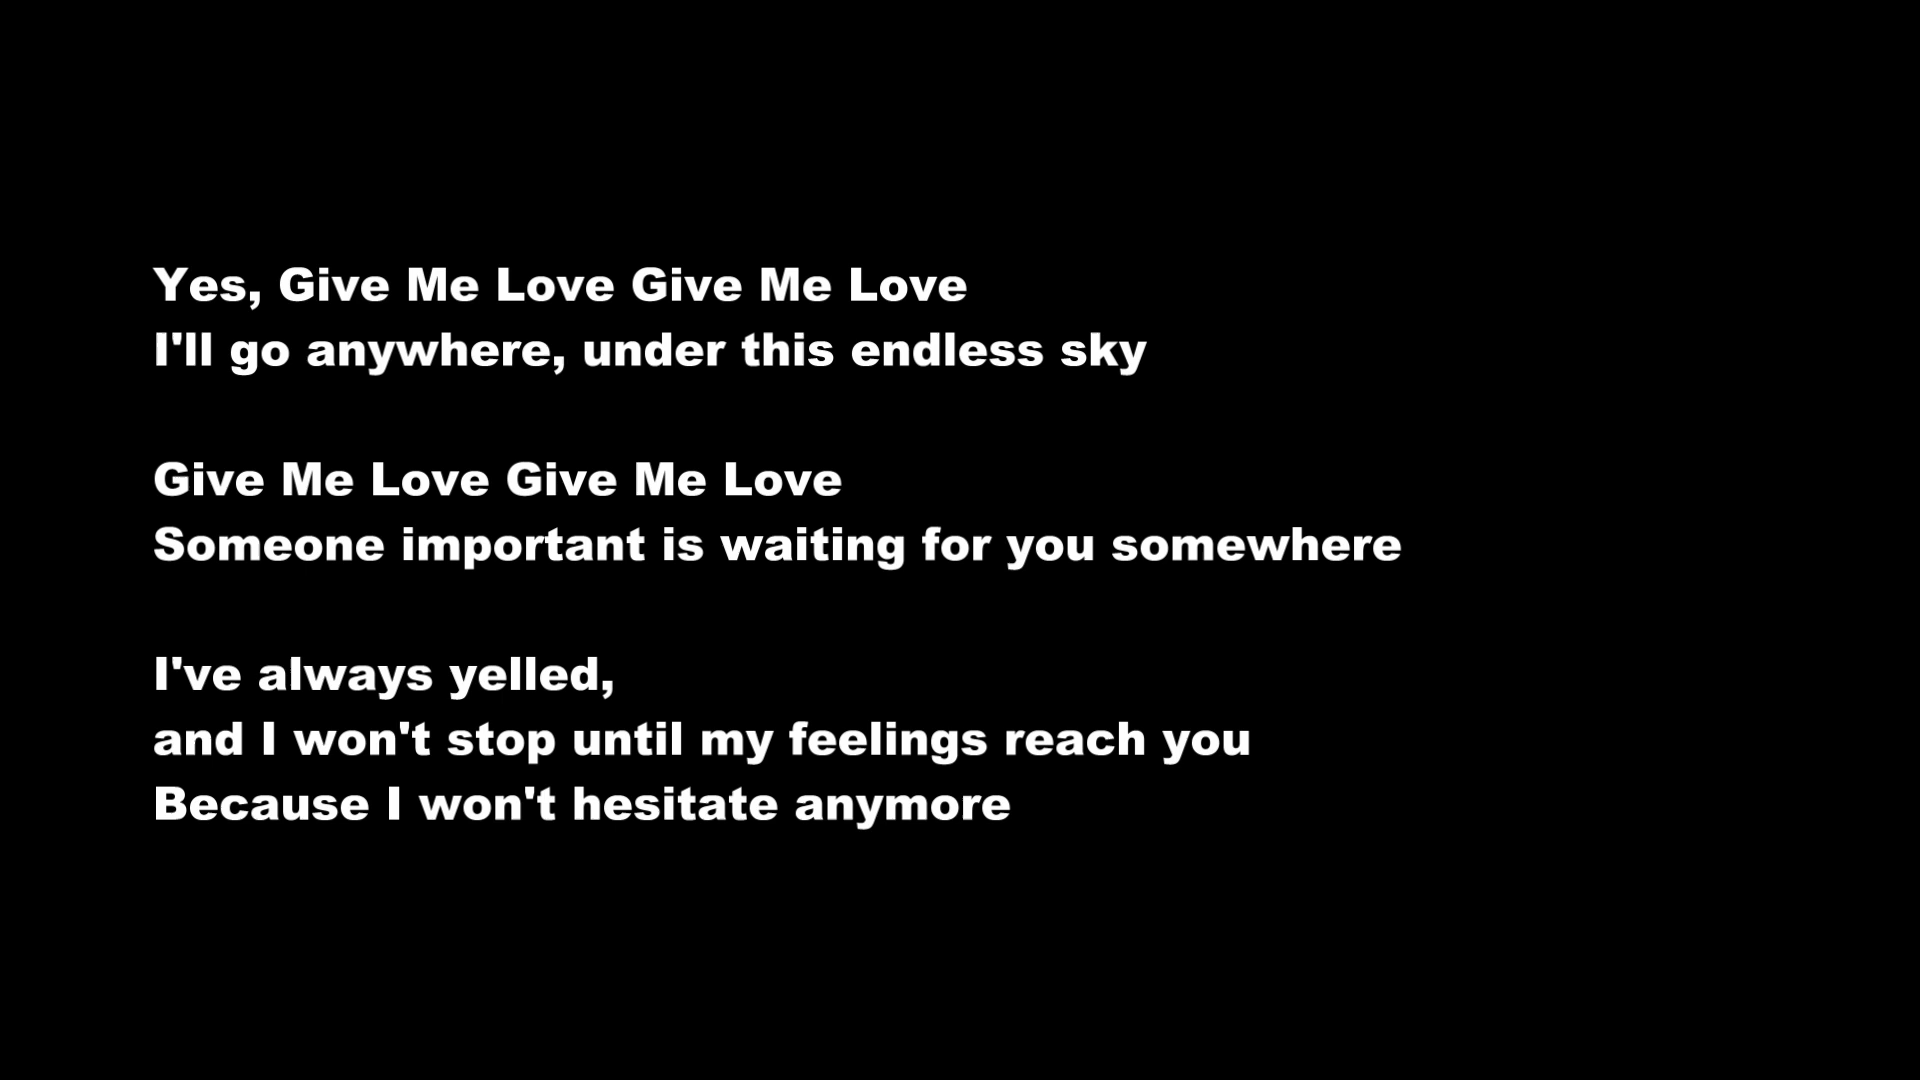 Yes, Give Me Love Give Me Love
I'll go anywhere, under this endless sky
Give Me Love Give Me Love
Someone important is waiting for you somewhere
I've always yelled,
and I won't stop until my feelings reach you
Because I won't hesitate anymore